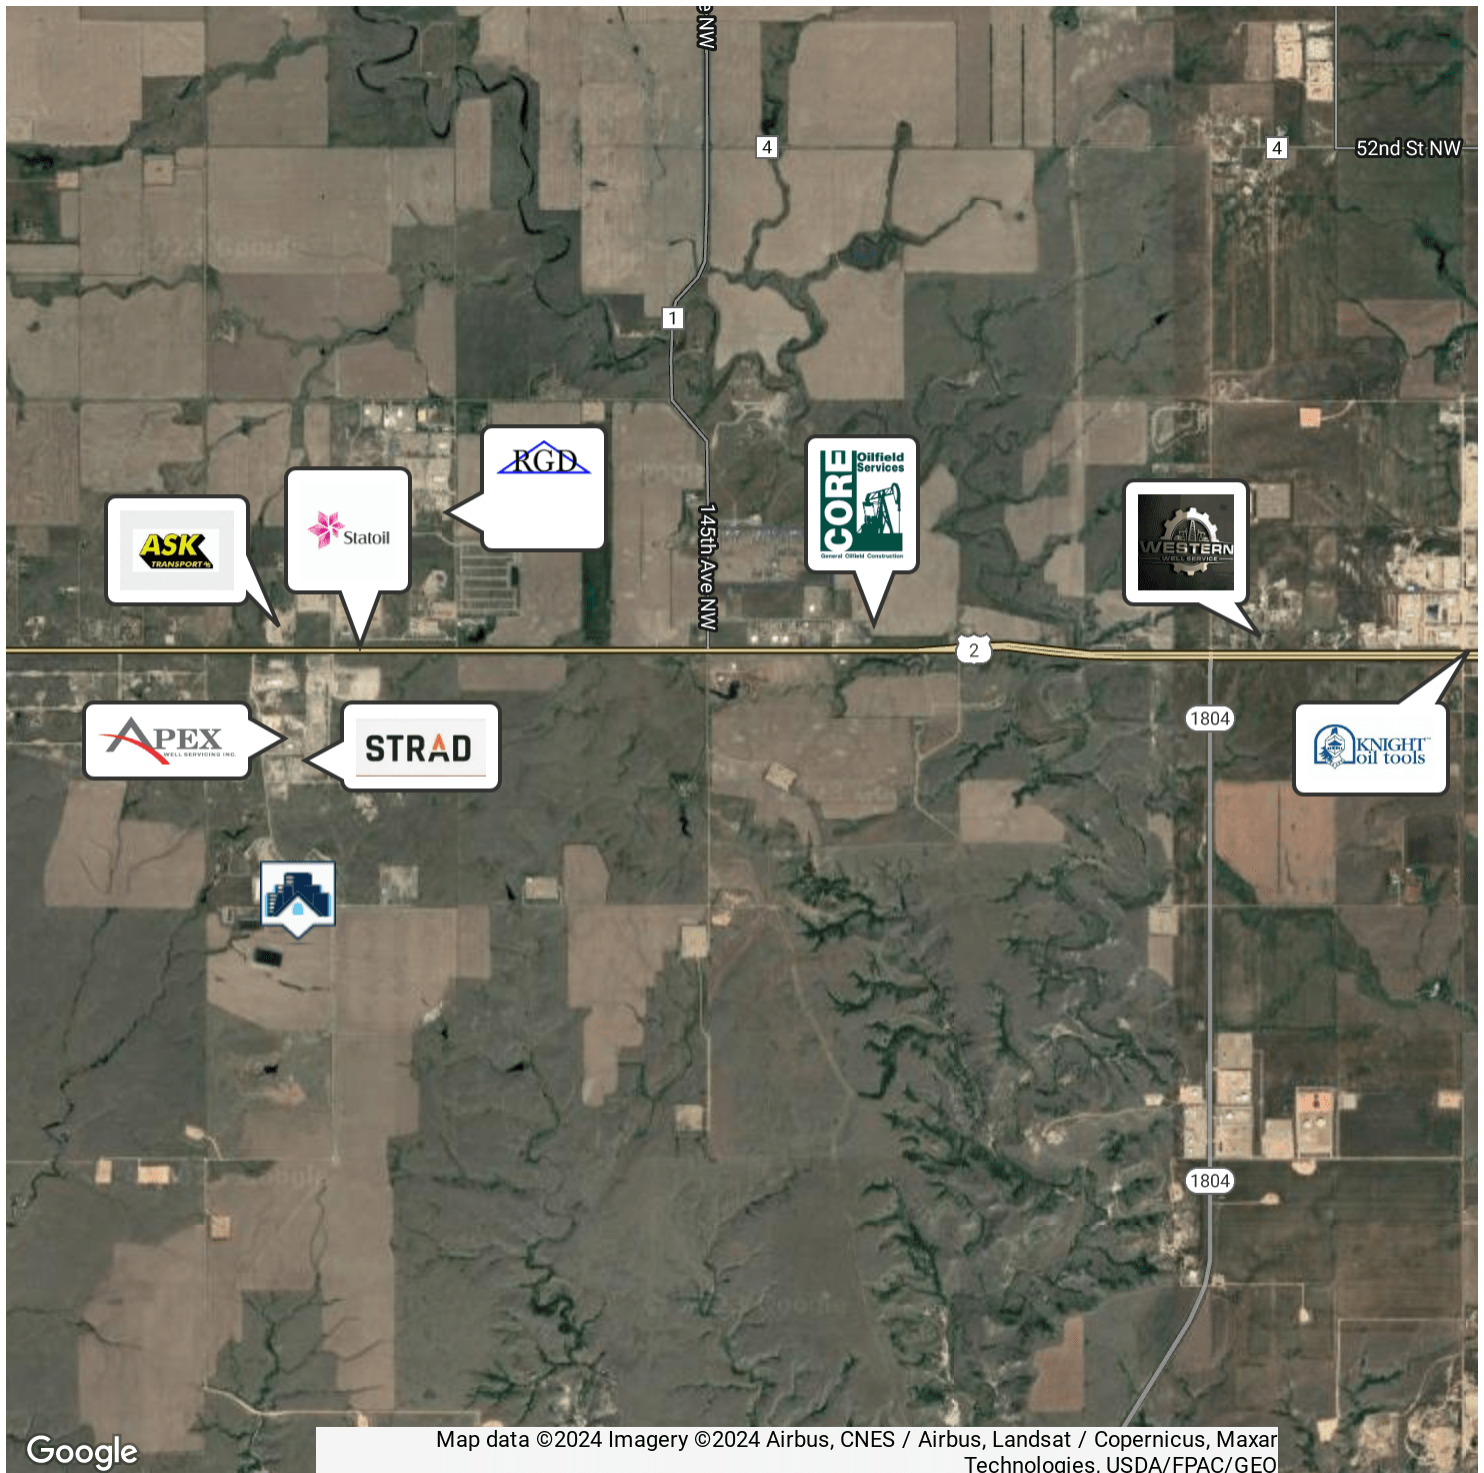 e NW
4
4
52nd St NW
1
RGD
CORE
Oilfield
Services
General Oilfield Construction
ASK
TRANSPORT
Statoil
WESTERN
WELL SERVICE
145th Ave NW
2
1804
APEX
WELL SERVICING INC.
STRAD
KNIGHT™
oil tools
1804
Google
Map data ©2024 Imagery ©2024 Airbus, CNES / Airbus, Landsat / Copernicus, Maxar
Technologies, USDA/FPAC/GEO